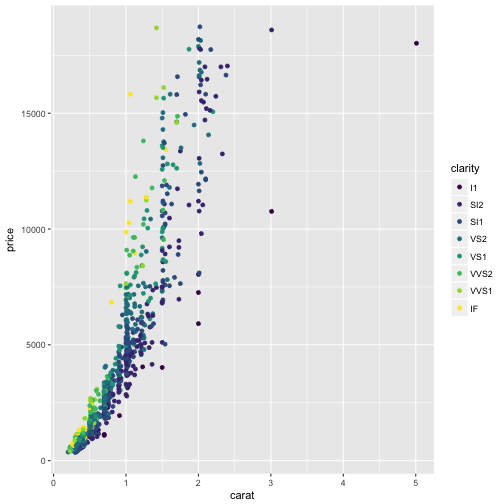 15000
10000
5000
0
price
0
1
2
3
4
5
carat
clarity
I1
SI2
SI1
VS2
VS1
VVS2
VVS1
IF